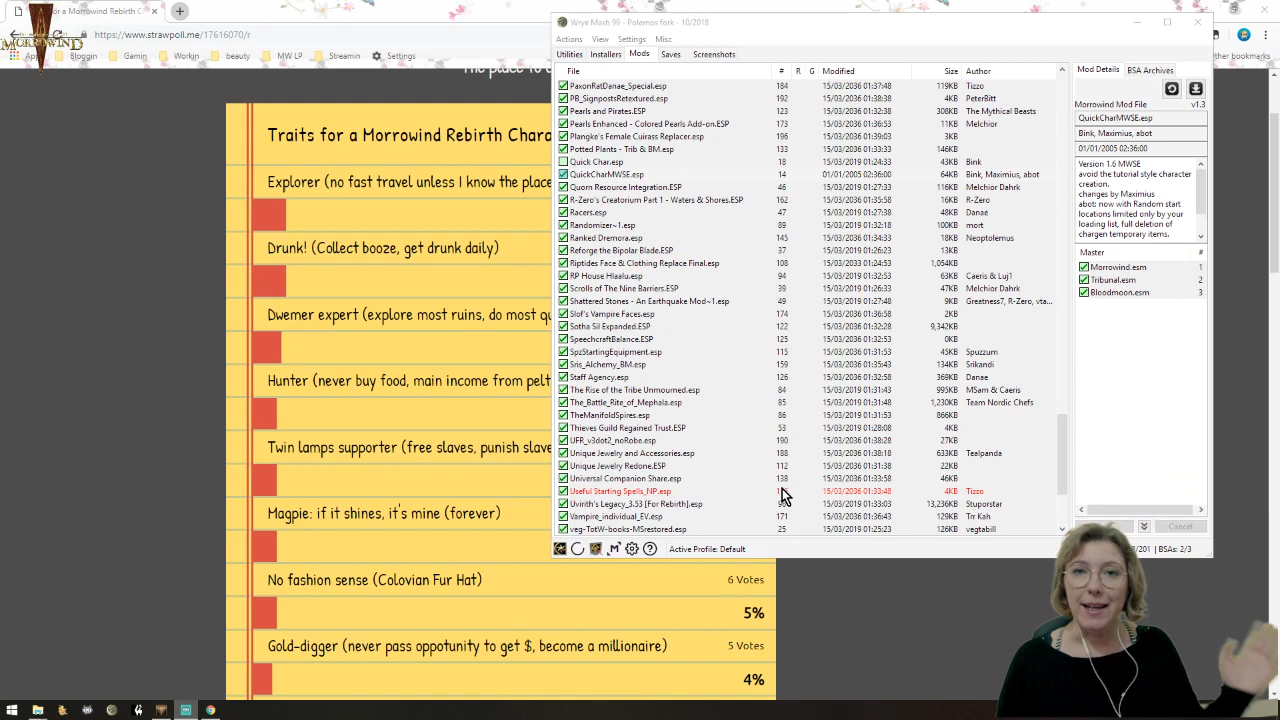 Traits for a Morrowind Rebirth Ch
https://www.strawpoll.me/17616070/r
MORROWIND
Bloggin
Gaming
Workin
beauty
MW LP
Streamin
Settings
other bookmarks
Traits for a Morrowind Rebirth Chara
Explorer (no fast travel unless I know the place
Drunk! (Collect booze, get drunk daily)
Dwemer expert (explore most ruins, do most qu
Hunter (never buy food, main income from pelt
Twin lamps supporter (free slaves, punish slave
Magpie: if it shines, it's mine (forever)
No fashion sense (Colovian Fur Hat)
6 Votes
5%
Gold-digger (never pass oppotunity to get $, become a millionaire)
5 Votes
4%
Wrye Mash 99 - Polemos fork - 10/2018
Actions View Settings Misc
Utilities Installers Mods Saves Screenshots
File # R G Modified Size Author
PaxonRatDanae_Special.esp 184 15/03/2036 01:37:48 119KB Tizzo
PB_SignpostsRetextured.esp 192 15/03/2036 01:38:38 4KB PeterBitt
Pearls and Pirates.ESP 123 15/03/2036 01:32:38 308KB The Mythical Beasts
Pearls Enhanced - Colored Pearls Add-on.ESP 173 15/03/2036 01:36:53 11KB Melchior
Plangke's Female Cuirass Replacer.esp 196 15/03/2036 01:39:03 3KB
Potted Plants - Trib & BM.esp 133 15/03/2036 01:33:33 146KB
Quick Char.esp 18 15/03/2019 01:24:33 43KB Bink
QuickCharMWSE.esp 14 01/01/2005 02:36:00 64KB Bink, Maximius, abot
Quorn Resource Integration.ESP 46 15/03/2019 01:27:33 116KB Melchior Dahrk
R-Zero's Creatorium Part 1 - Waters & Shores.ESP 162 15/03/2036 01:35:58 16KB R-Zero
Racers.esp 47 15/03/2019 01:27:38 48KB Danae
Randomizer~1.esp 89 15/03/2036 01:32:18 100KB mort
Ranked Dremora.esp 145 15/03/2036 01:34:33 18KB Neoptolemus
Reforge the Bipolar Blade.ESP 37 15/03/2019 01:26:23 13KB
Riptides Face & Clothing Replace Final.esp 108 15/03/2033 01:24:53 1,054KB
RP House Hlaalu.esp 94 15/03/2019 01:32:53 63KB Caeris & Luj1
Scrolls of The Nine Barriers.ESP 39 15/03/2019 01:26:43 47KB Melchior Dahrk
Shattered Stones - An Earthquake Mod~1.esp 49 15/03/2019 01:27:48 9KB Greatness7, R-Zero, vta...
Slof's Vampire Faces.esp 174 15/03/2036 01:36:58 2KB
Sotha Sil Expanded.ESP 122 15/03/2036 01:32:28 9,342KB
SpeechcraftBalance.ESP 125 15/03/2036 01:32:53 0KB
SpzStartingEquipment.esp 115 15/03/2036 01:31:53 45KB Spuzzum
Sris_Alchemy_BM.esp 159 15/03/2036 01:35:43 134KB Srikandi
Staff Agency.esp 126 15/03/2036 01:32:58 369KB Danae
The Rise of the Tribe Unmourned.esp 84 15/03/2019 01:31:43 995KB MSam & Caeris
The_Battle_Rite_of_Mephala.esp 85 15/03/2019 01:31:48 1,230KB Team Nordic Chefs
TheManifoldSpires.esp 86 15/03/2019 01:31:53 866KB
Thieves Guild Regained Trust.ESP 53 15/03/2019 01:28:08 4KB
UFR_v3dot2_noRobe.esp 190 15/03/2036 01:38:28 27KB
Unique Jewelry and Accessories.esp 188 15/03/2036 01:38:18 633KB Tealpanda
Unique Jewelry Redone.ESP 112 15/03/2036 01:31:38 22KB
Universal Companion Share.esp 138 15/03/2036 01:33:58 46KB
Useful Starting Spells_NP.esp 15/03/2036 01:33:48 4KB Tizzo
Uvirith's Legacy_3.53 [For Rebirth].esp 15/03/2019 01:33:03 13,236KB Stuporstar
Vampire_individual_EV.esp 171 15/03/2036 01:36:43 129KB Trr Kah
veg-TotW-books-MSrestored.esp 25 15/03/2019 01:25:23 126KB vegtabill
Active Profile: Default
/201 | BSAs: 2/3
Mod Details BSA Archives
Morrowind Mod File v1.3
QuickCharMWSE.esp
Bink, Maximius, abot
01/01/2005 02:36:00
Version 1.6 MWSE
avoid the tutorial style character
creation.
changes by Maximius
abot: now with Random start
locations limited only by your
loading list, full deletion of
chargen temporary items.
Master #
Morrowind.esm 1
Tribunal.esm 2
Bloodmoon.esm 3
Cancel